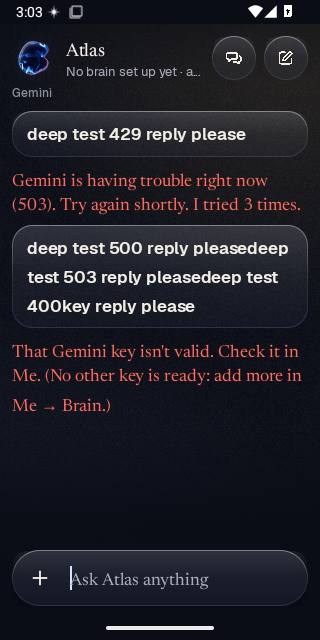 3:03
Atlas
No brain set up yet · a...
Gemini
deep test 429 reply please
Gemini is having trouble right now
(503). Try again shortly. I tried 3 times.
deep test 500 reply pleasedeep
test 503 reply pleasedeep test
400key reply please
That Gemini key isn't valid. Check it in
Me. (No other key is ready: add more in
Me → Brain.)
Ask Atlas anything